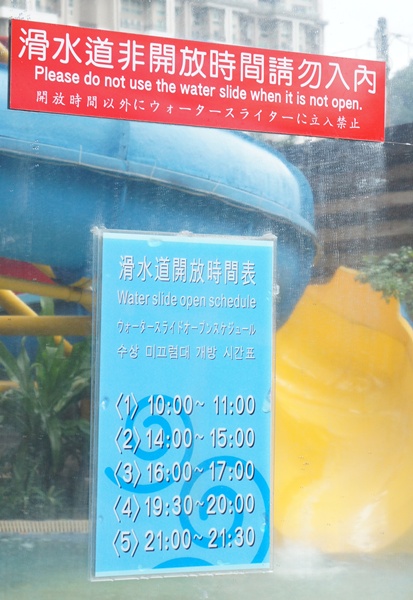 滑水道非開放時間請勿入內
Please do not use the water slide when it is not open.
開放時間以外にウォータースライターに立入禁止
滑水道開放時間表
Water slide open schedule
ウォータースライドオープンスケジュール
수상 미끄럼대 개방 시간표
〈1〉10:00~ 11:00
〈2〉14:00~ 15:00
〈3〉16:00~ 17:00
〈4〉19:30~20:00
〈5〉21:00~21:30